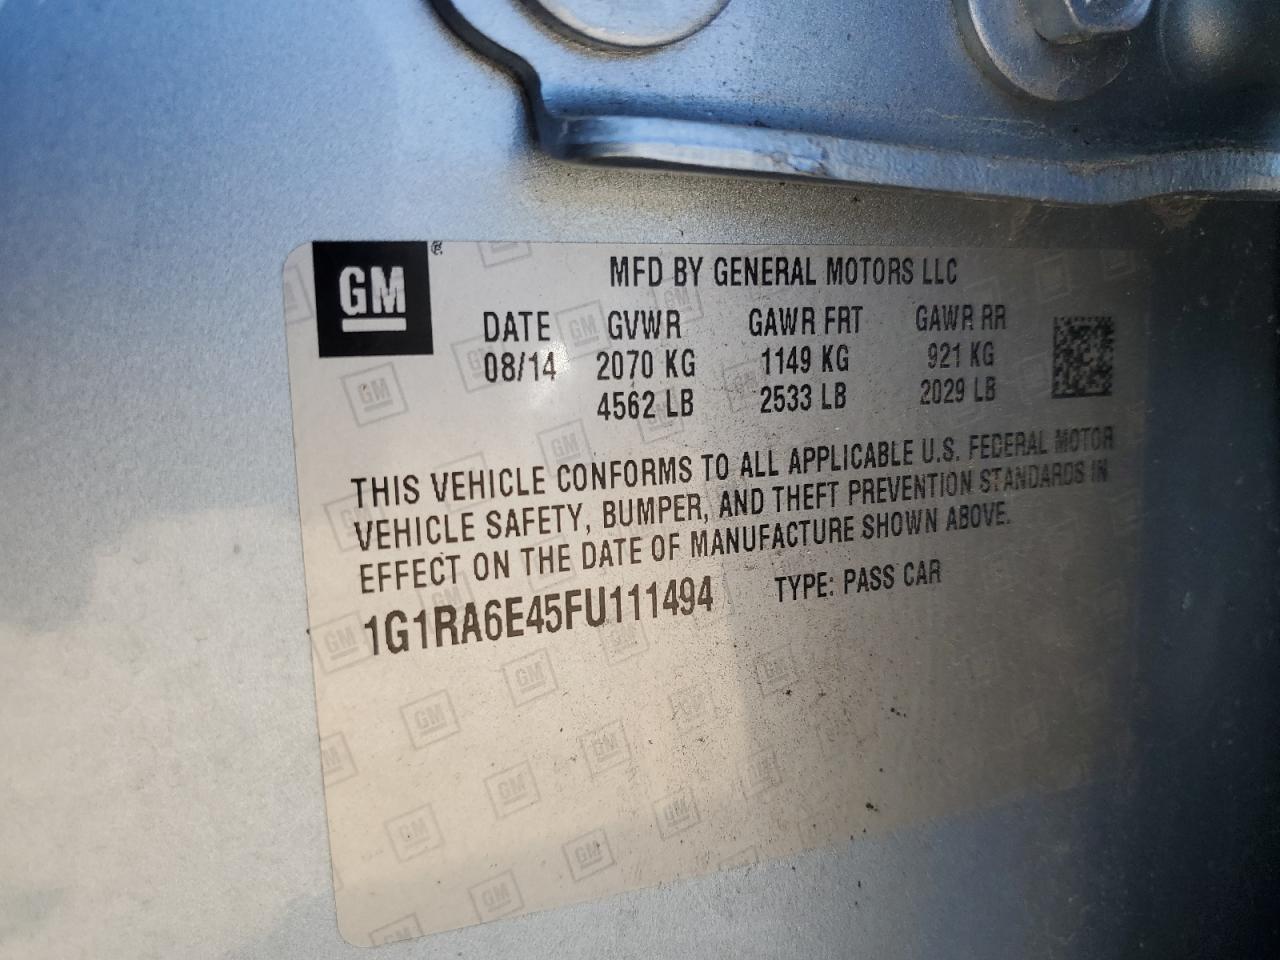 GM
®
MFD BY GENERAL MOTORS LLC
DATE GVWR GAWR FRT GAWR RR
08/14 2070 KG 1149 KG 921 KG
4562 LB 2533 LB 2029 LB
THIS VEHICLE CONFORMS TO ALL APPLICABLE U.S. FEDERAL MOTOR
VEHICLE SAFETY, BUMPER, AND THEFT PREVENTION STANDARDS IN
EFFECT ON THE DATE OF MANUFACTURE SHOWN ABOVE.
1G1RA6E45FU111494 TYPE: PASS CAR